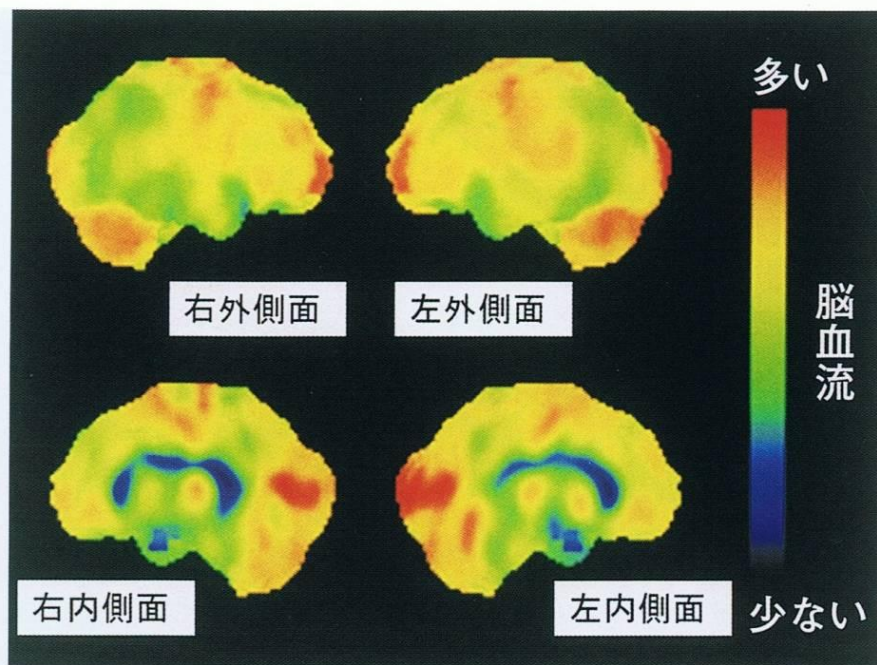 多い
右外側面
左外側面
脳血流
右内側面
左内側面
少ない